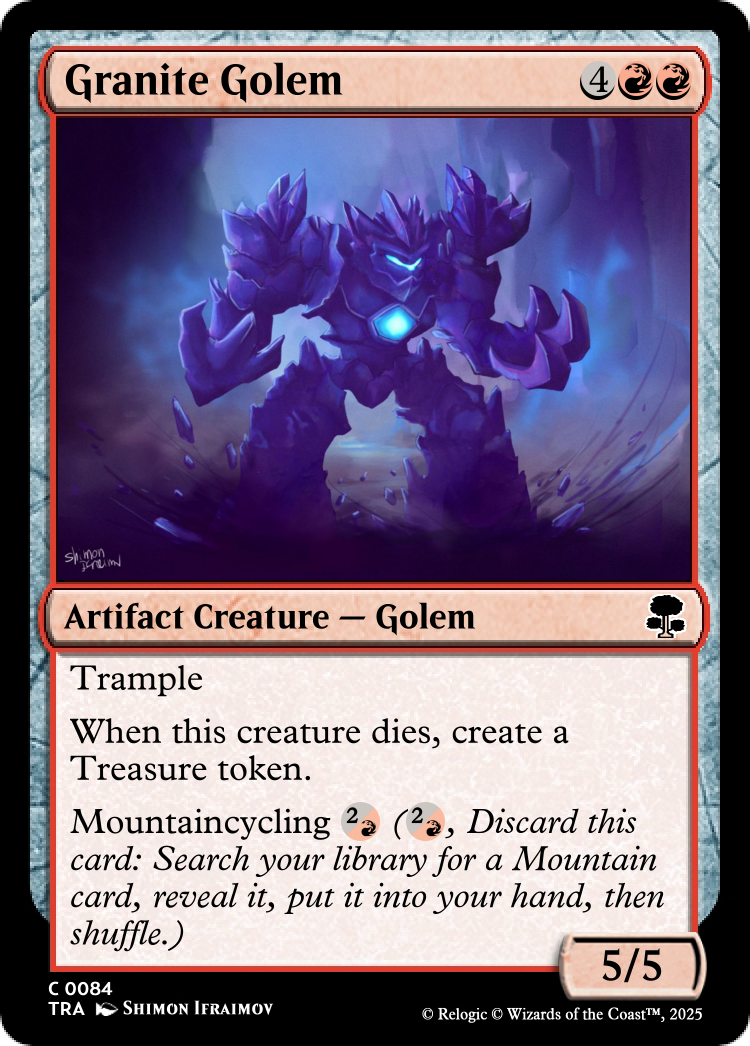 Granite Golem 4
Artifact Creature — Golem
Trample
When this creature dies, create a
Treasure token.
Mountaincycling 2 (2, Discard this
card: Search your library for a Mountain
card, reveal it, put it into your hand, then
shuffle.)
5/5
C 0084
TRA Shimon Ifraimov
© Relogic © Wizards of the Coast™, 2025